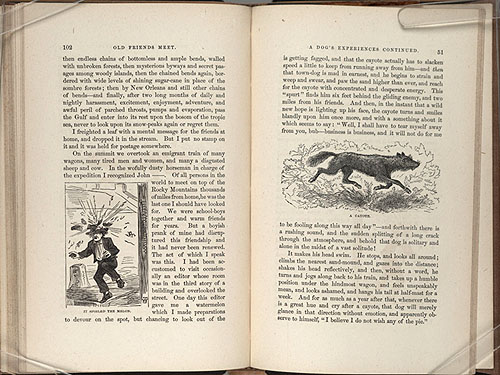 102 OLD FRIENDS MEET.
then endless chains of bottomless and ample bends, walled
with unbroken forests, then mysterious byways and secret pas-
sages among woody islands, then the chained bends again, bor-
dered with wide levels of shining sugar-cane in place of the
sombre forests; then by New Orleans and still other chains
of bends—and finally, after two long months of daily and
nightly harassment, excitement, enjoyment, adventure, and
awful peril of parched throats, pumps and evaporation, pass
the Gulf and enter into its rest upon the bosom of the tropic
sea, never to look upon its snow-peaks again or regret them.
I freighted a leaf with a mental message for the friends at
home, and dropped it in the stream. But I put no stamp on
it and it was held for postage somewhere.
On the summit we overtook an emigrant train of many
wagons, many tired men and women, and many a disgusted
sheep and cow. In the wofully dusty horseman in charge of
the expedition I recognized John ——. Of all persons in the
world to meet on top of the
Rocky Mountains thousands
of miles from home, he was the
last one I should have looked
for. We were school-boys
together and warm friends
for years. But a boyish
prank of mine had disrup-
tured this friendship and
it had never been renewed.
The act of which I speak
was this. I had been ac-
customed to visit occasion-
ally an editor whose room
was in the third story of a
building and overlooked the
street. One day this editor
gave me a watermelon
which I made preparations
to devour on the spot, but chancing to look out of the
IT SPOILED THE MELON.
A DOG'S EXPERIENCES CONTINUED. 51
is getting fagged, and that the cayote actually has to slacken
speed a little to keep from running away from him—and then
that town-dog is mad in earnest, and he begins to strain and
weep and swear, and paw the sand higher than ever, and reach
for the cayote with concentrated and desperate energy. This
"spurt" finds him six feet behind the gliding enemy, and two
miles from his friends. And then, in the instant that a wild
new hope is lighting up his face, the cayote turns and smiles
blandly upon him once more, and with a something about it
which seems to say: "Well, I shall have to tear myself away
from you, bub—business is business, and it will not do for me
A CAYOTE.
to be fooling along this way all day"—and forthwith there is
a rushing sound, and the sudden splitting of a long crack
through the atmosphere, and behold that dog is solitary and
alone in the midst of a vast solitude!
It makes his head swim. He stops, and looks all around;
climbs the nearest sand-mound, and gazes into the distance;
shakes his head reflectively, and then, without a word, he
turns and jogs along back to his train, and takes up a humble
position under the hindmost wagon, and feels unspeakably
mean, and looks ashamed, and hangs his tail at half-mast for a
week. And for as much as a year after that, whenever there
is a great hue and cry after a cayote, that dog will merely
glance in that direction without emotion, and apparently ob-
serve to himself, "I believe I do not wish any of the pie."